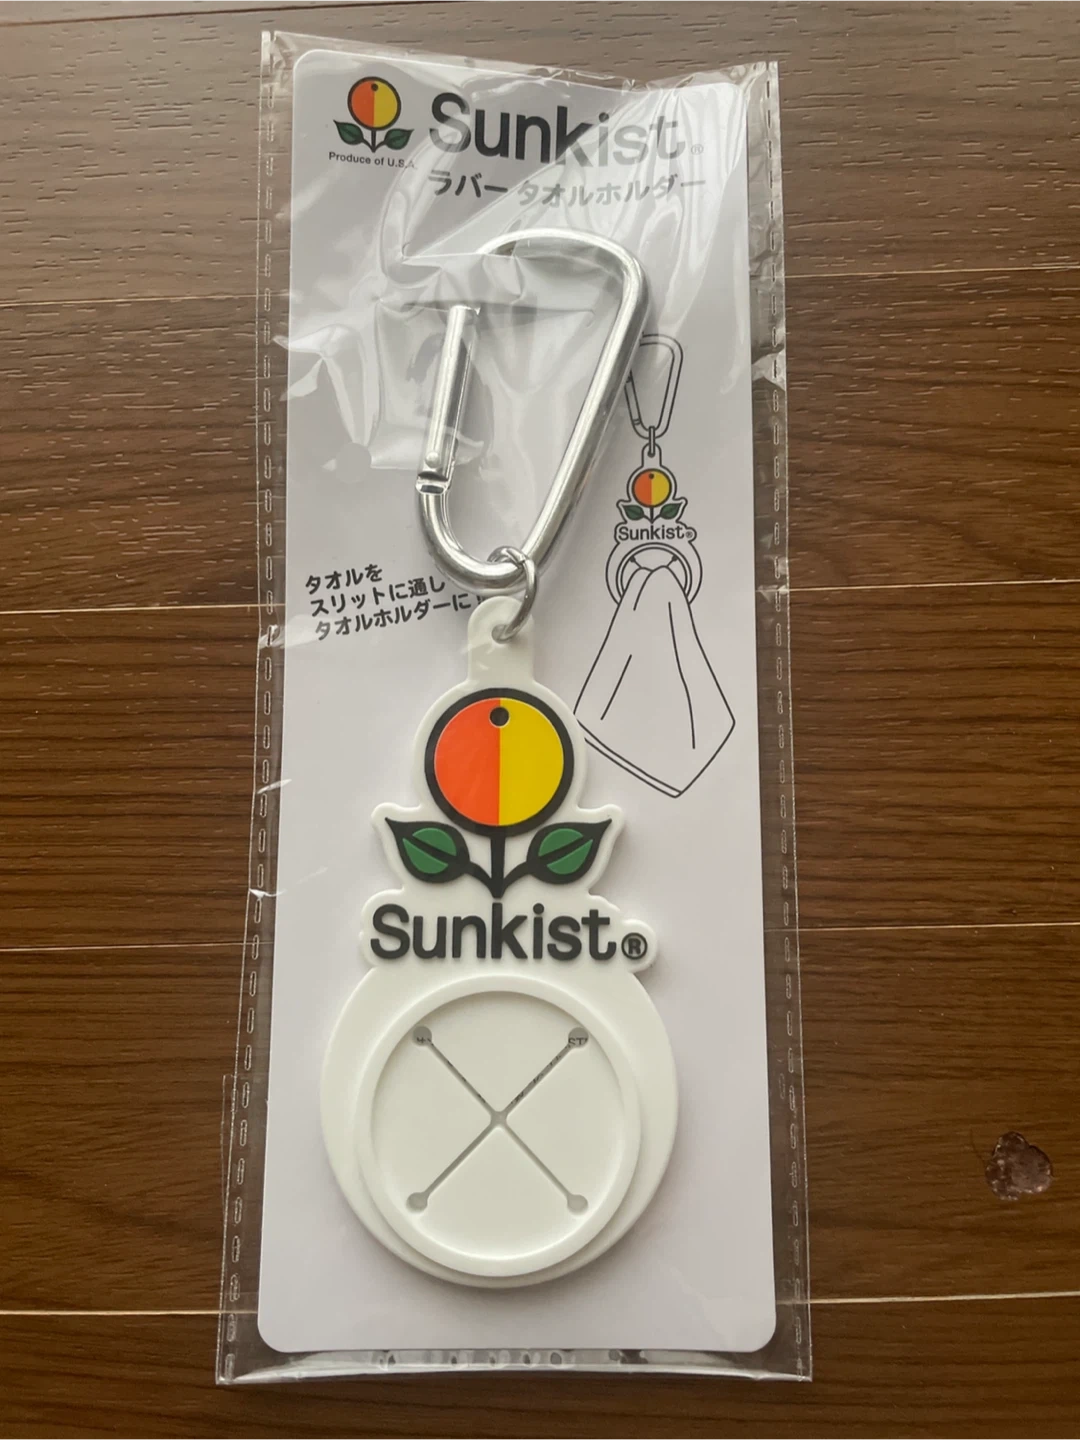 Sunkist®
Produce of U.S.A.
ラバー タオルホルダー
Sunkist®
タオルを
スリットに通し
タオルホルダーに
Sunkist®